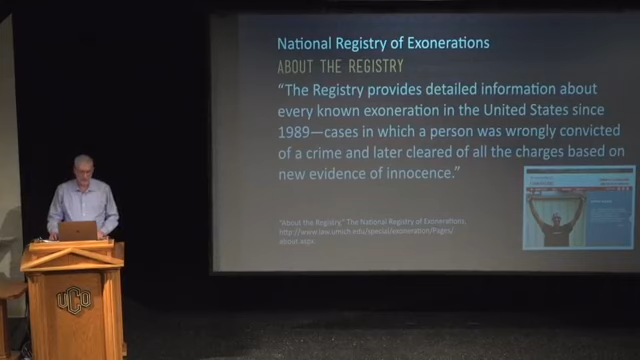 National Registry of Exonerations
ABOUT THE REGISTRY
“The Registry provides detailed information about
every known exoneration in the United States since
1989—cases in which a person was wrongly convicted
of a crime and later cleared of all the charges based on
new evidence of innocence.”
"About the Registry," The National Registry of Exonerations.
http://www.law.umich.edu/special/exoneration/Pages/
about.aspx.
UCO